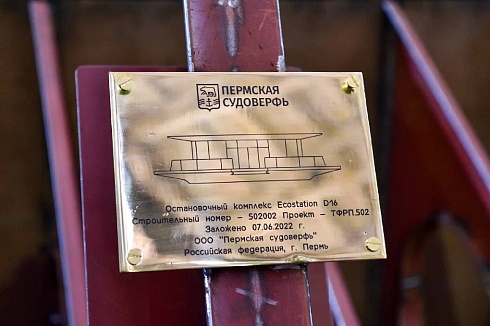 ПЕРМСКАЯ
СУДОВЕРФЬ
Остановочный комплекс Ecostation D16
Строительный номер – 502002 Проект – ТФРП.502
Заложено 07.06.2022 г.
ООО "Пермская судоверфь"
Российская федерация, г. Пермь